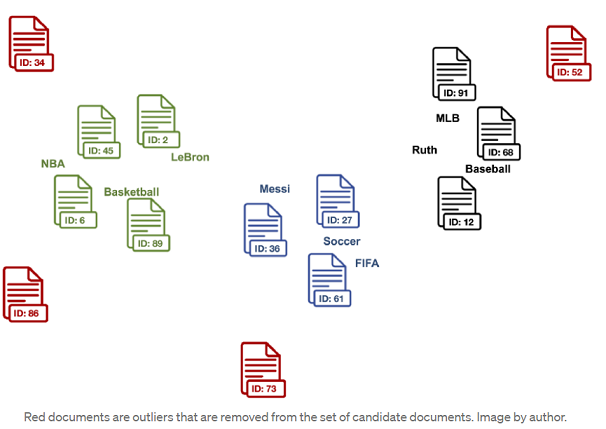 ID: 34
ID: 52
ID: 91
MLB
ID: 45
ID: 2
LeBron
NBA
Ruth
ID: 68
Baseball
Basketball
Messi
ID: 6
ID: 89
ID: 36
ID: 27
ID: 12
Soccer
FIFA
ID: 61
ID: 86
ID: 73
Red documents are outliers that are removed from the set of candidate documents. Image by author.